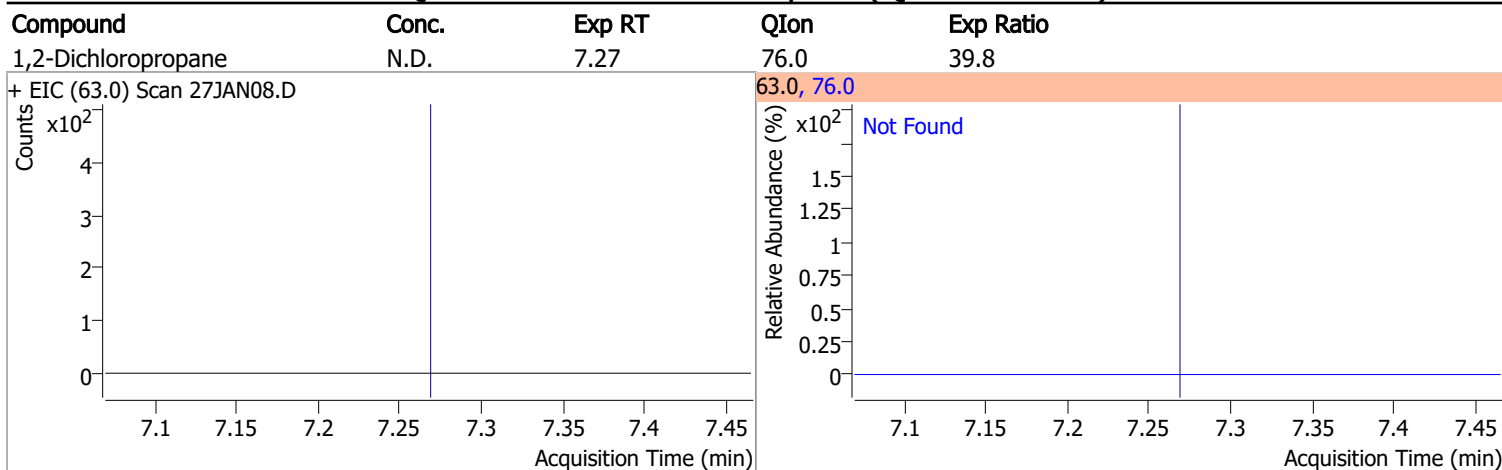 Compound Conc. Exp RT QIon Exp Ratio
1,2-Dichloropropane N.D. 7.27 76.0 39.8
+ EIC (63.0) Scan 27JAN08.D
Counts
x10²
4
3
2
1
0
7.1 7.15 7.2 7.25 7.3 7.35 7.4 7.45
Acquisition Time (min)
63.0, 76.0
Relative Abundance (%)
x10²
Not Found
1.5
1.25
1
0.75
0.5
0.25
0
7.1 7.15 7.2 7.25 7.3 7.35 7.4 7.45
Acquisition Time (min)